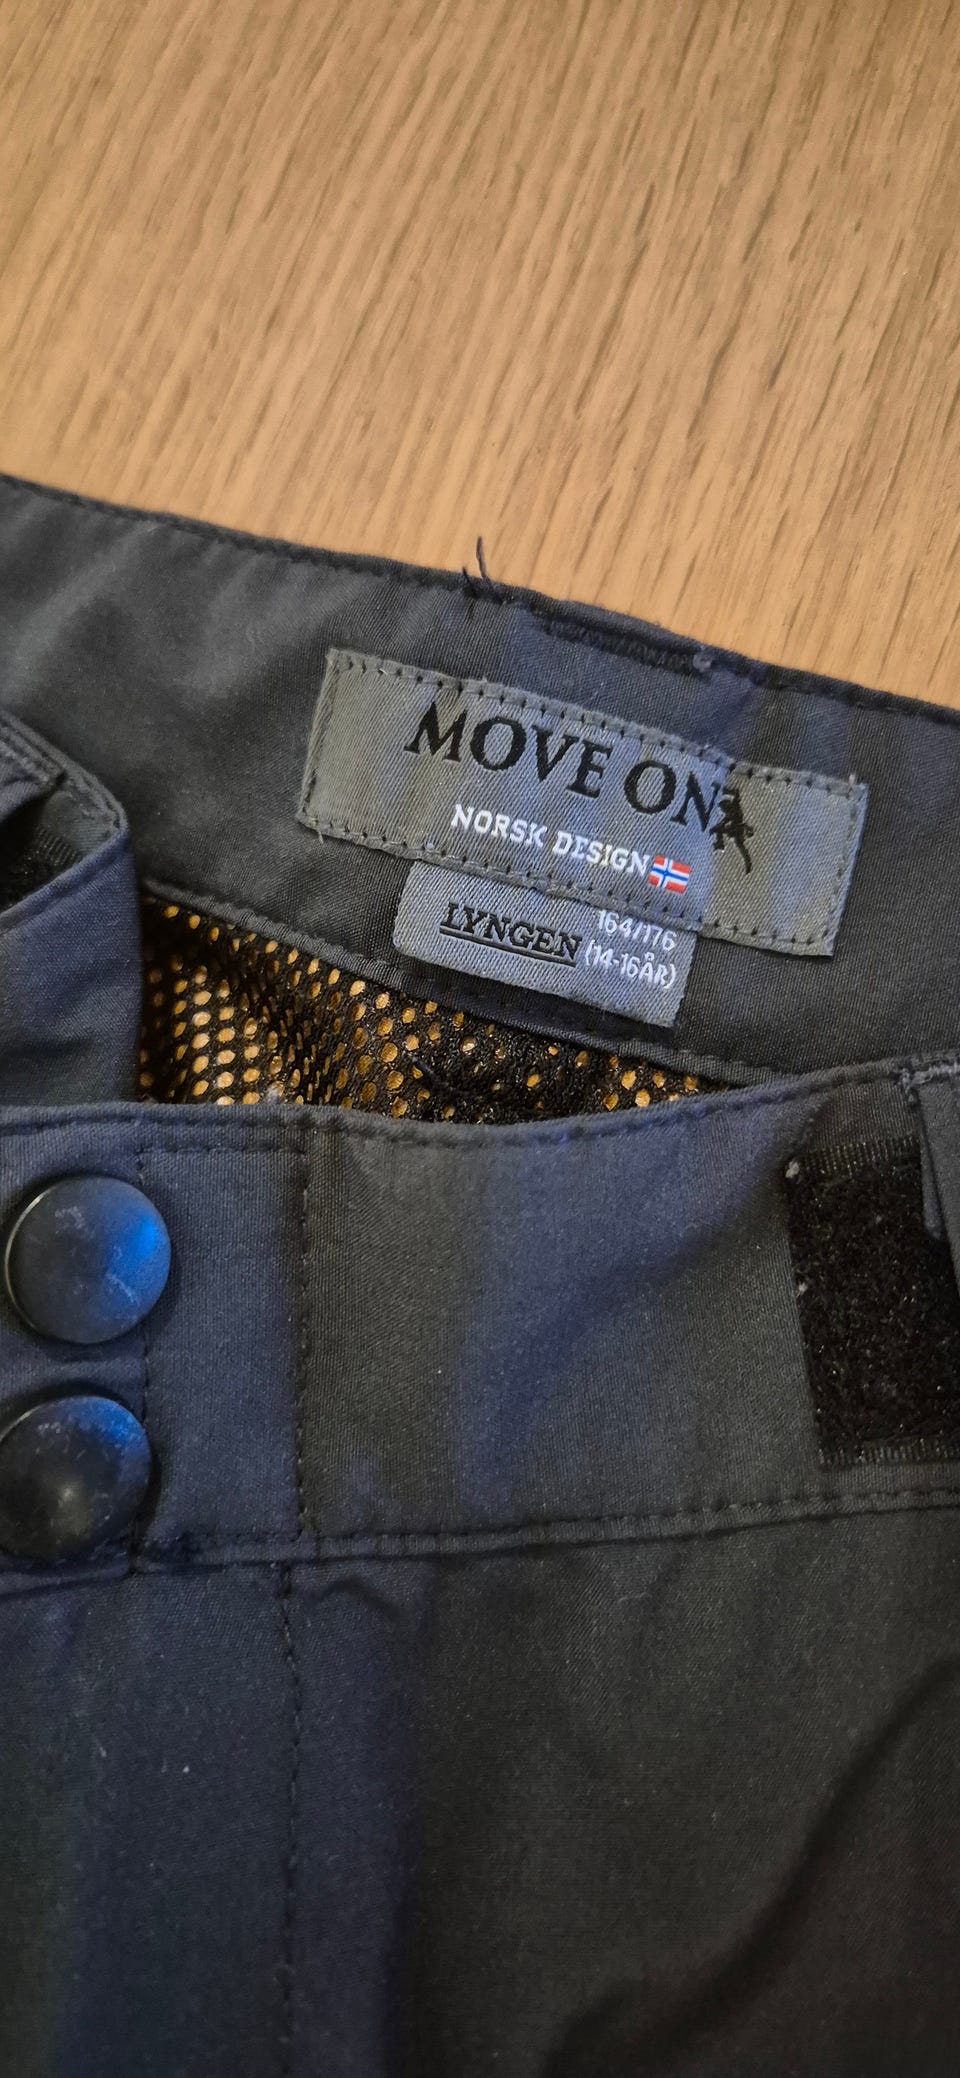 MOVE ON
NORSK DESIGN
LYNGEN
164/176
(14-16ÅR)